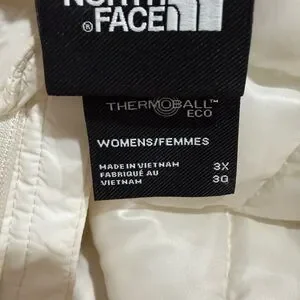 NORTH
FACE
®
THERMOBALL™
ECO
WOMENS/FEMMES
MADE IN VIETNAM 3X
FABRIQUÉ AU
VIETNAM 3G